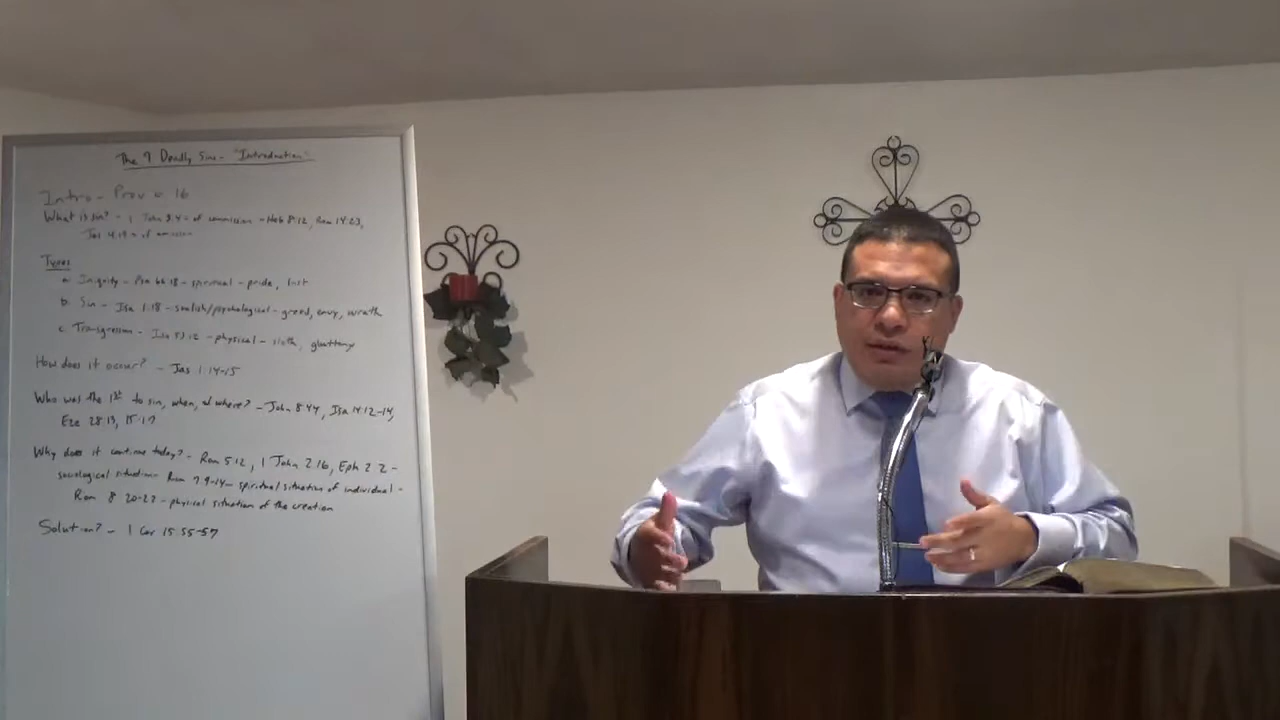 The 7 Deadly Sins - "Introduction"
Intro - Prov 6 16
What is sin? - 1 John 3:4 = of commission - Heb 8:12, Rom 14:23,
Jas 4:17 = of omission
Types
a. Iniquity - Psa 66:18 - spiritual - pride, lust
b. Sin - Isa 1:18 - soulish/psychological - greed, envy, wrath
c. Transgression - Isa 53:12 - physical - sloth, gluttony
How does it occur? - Jas 1:14-15
Who was the 1st to sin, when, & where? - John 8:44, Isa 14:12-14,
Eze 28:13, 15-17
Why does it continue today? - Rom 5:12, 1 John 2:16, Eph 2 2 -
sociological situation - Rom 7:9-14 - spiritual situation of individual -
Rom 8 20-22 - physical situation of the creation
Solution? - 1 Cor 15:55-57